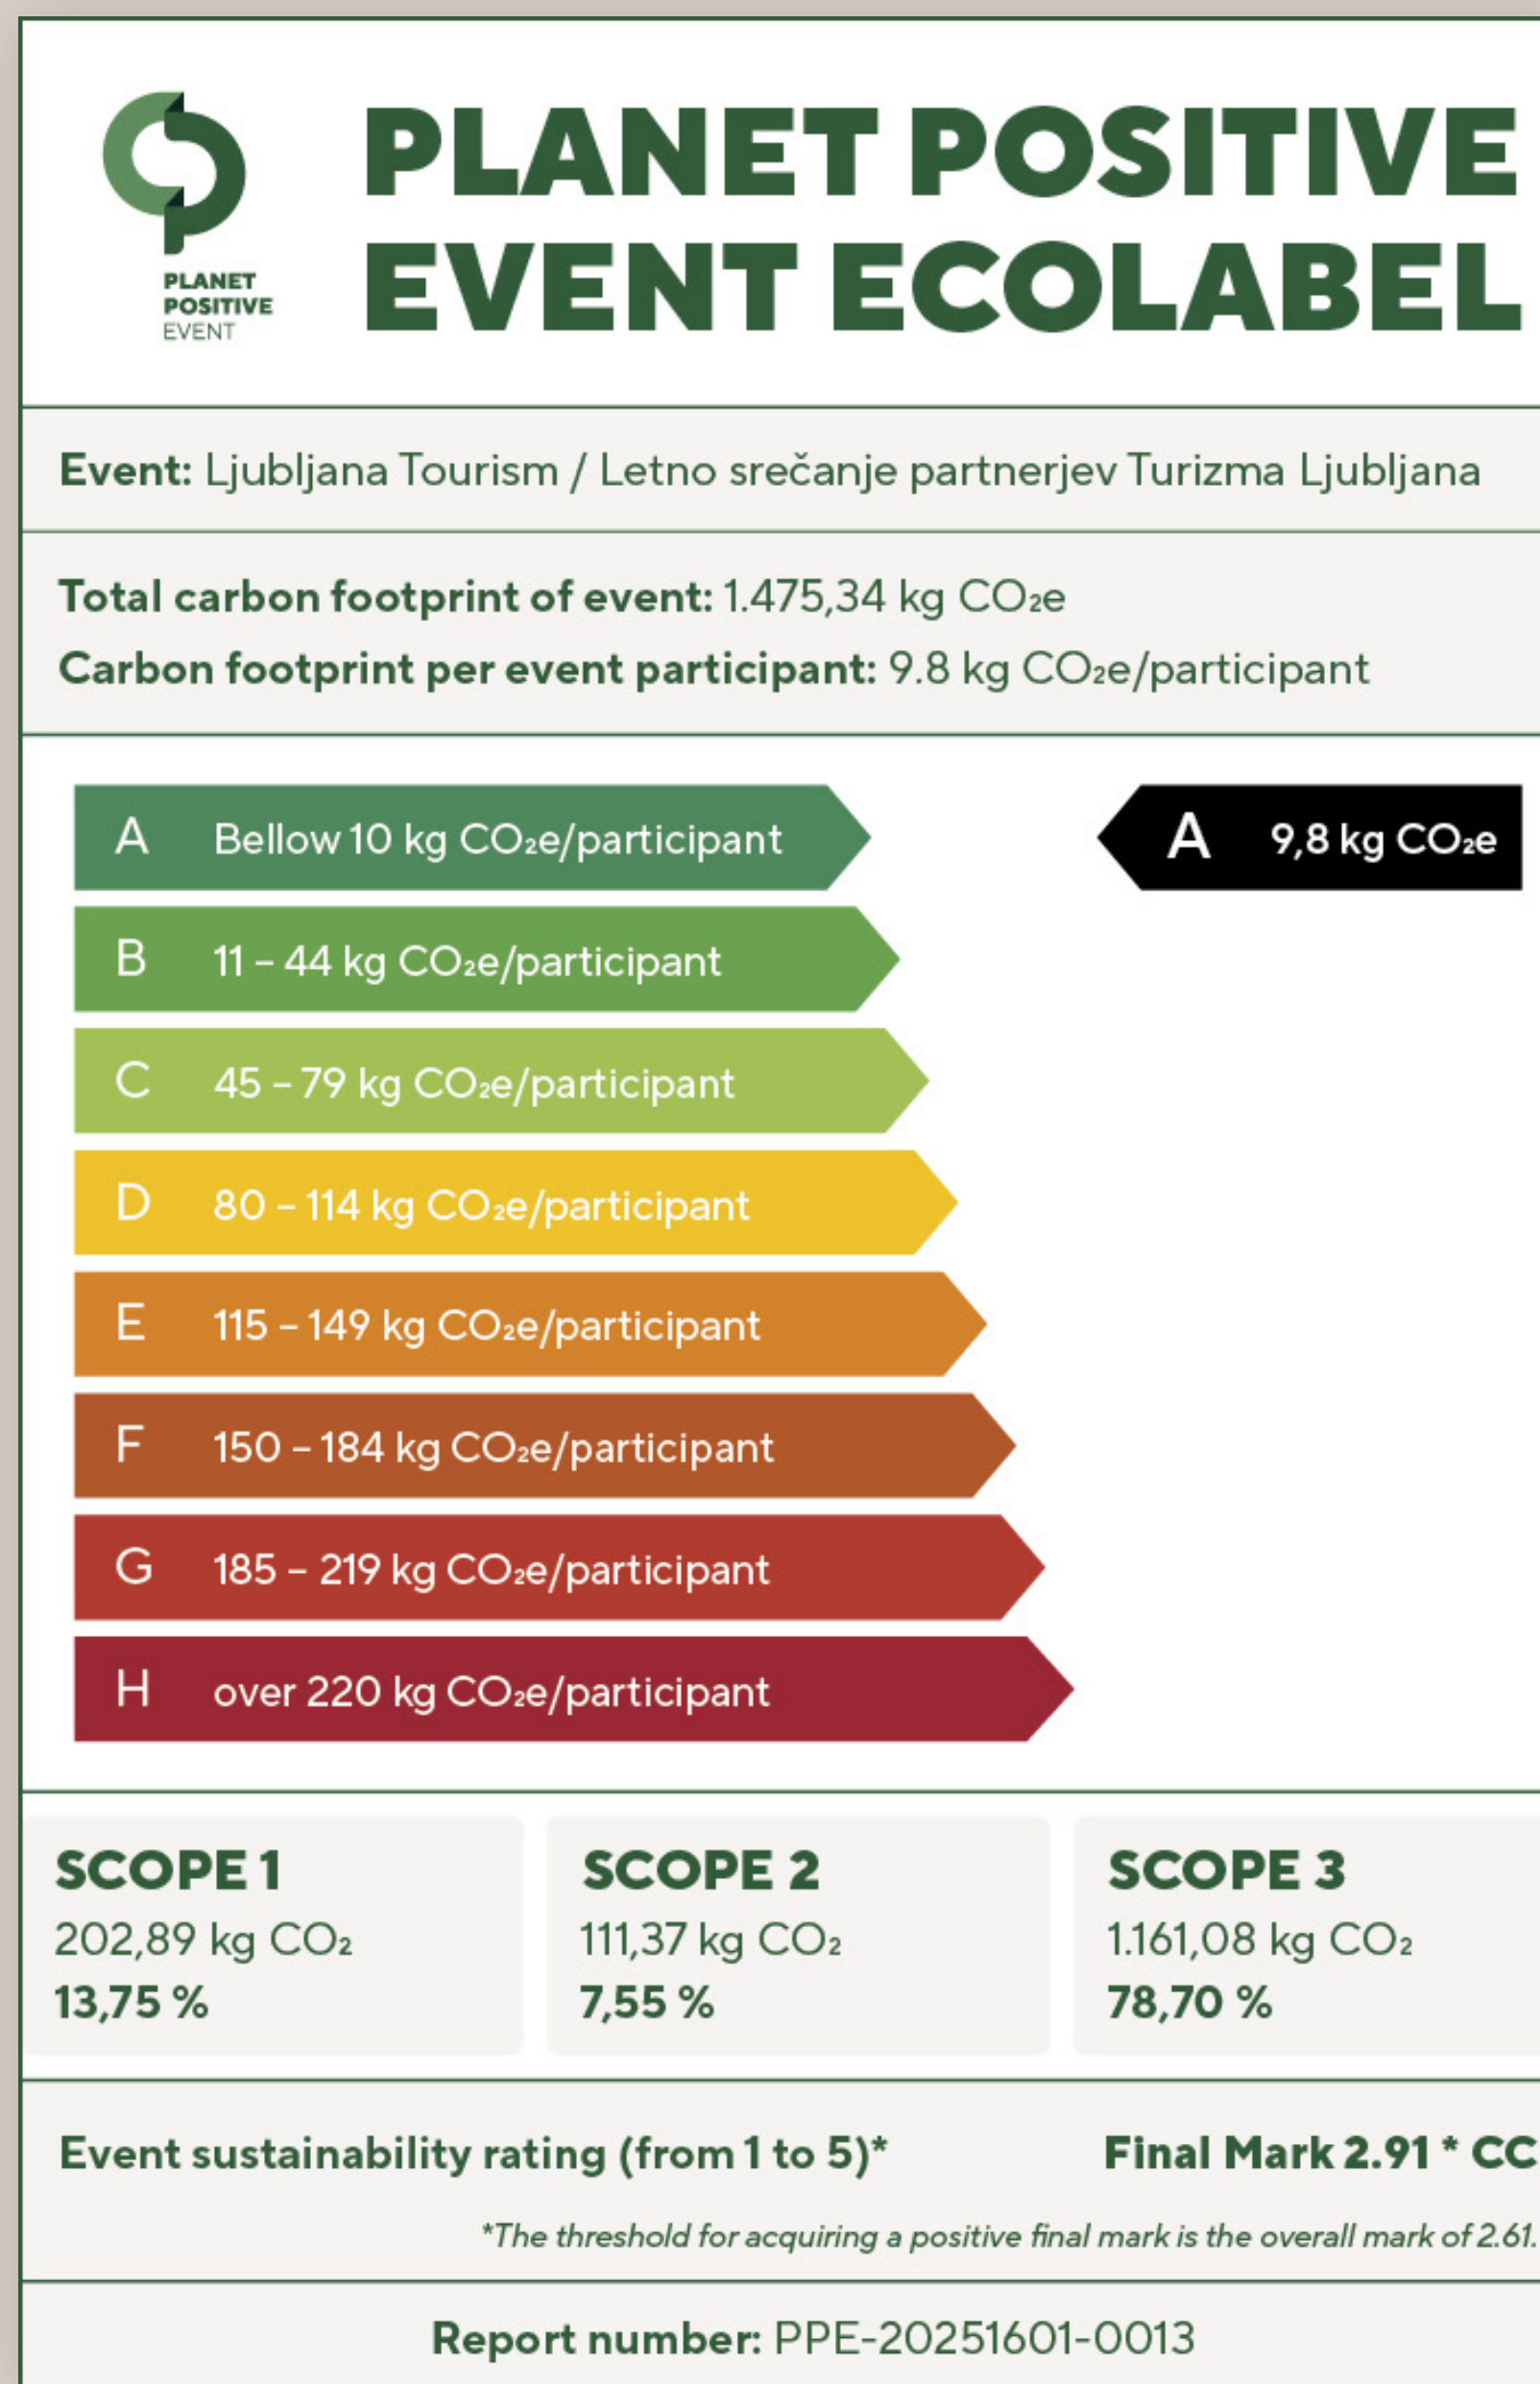 PLANET
POSITIVE
EVENT
PLANET POSITIVE
EVENT ECOLABEL
Event: Ljubljana Tourism / Letno srečanje partnerjev Turizma Ljubljana
Total carbon footprint of event: 1.475,34 kg CO₂e
Carbon footprint per event participant: 9.8 kg CO₂e/participant
A Bellow 10 kg CO₂e/participant
A 9,8 kg CO₂e
B 11 – 44 kg CO₂e/participant
C 45 – 79 kg CO₂e/participant
D 80 – 114 kg CO₂e/participant
E 115 – 149 kg CO₂e/participant
F 150 – 184 kg CO₂e/participant
G 185 – 219 kg CO₂e/participant
H over 220 kg CO₂e/participant
SCOPE 1
202,89 kg CO₂
13,75 %
SCOPE 2
111,37 kg CO₂
7,55 %
SCOPE 3
1.161,08 kg CO₂
78,70 %
Event sustainability rating (from 1 to 5)*
Final Mark 2.91 * CC
*The threshold for acquiring a positive final mark is the overall mark of 2.61.
Report number: PPE-20251601-0013